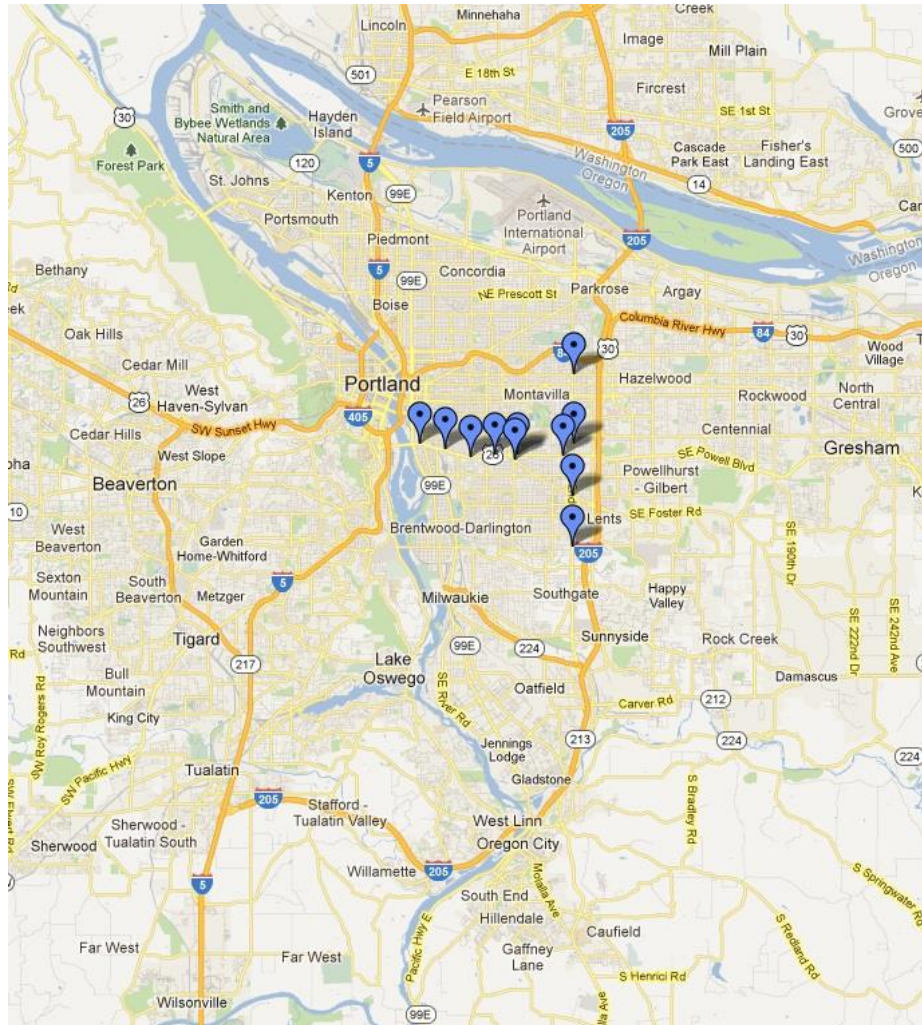 Lincoln
Minnehaha
Creek
Image
Mill Plain
501
E 18th St
Fircrest
Pearson
Field Airport
SE 1st St
Grove
30
Smith and
Bybee Wetlands
Natural Area
Hayden
Island
205
Cascade
Park East
Fisher's
Landing East
500
Forest Park
120
5
Washington
Oregon
14
St. Johns
Kenton
99E
Portland
International
Airport
Portsmouth
Piedmont
205
Washington
Oregon
Bethany
Rd
5
99E
Concordia
NE Prescott St
Parkrose
Argay
Boise
Oak Hills
Columbia River Hwy
84
30
Wood
Village
Cedar Mill
30
West
Haven-Sylvan
Portland
Montavilla
Hazelwood
Rockwood
North
Central
26
405
SW Sunset Hwy
Cedar Hills
Centennial
Gresham
West Slope
26
SE Powell Blvd
Beaverton
99E
Powellhurst
- Gilbert
10
Brentwood-Darlington
Lents
SE Foster Rd
West
Beaverton
Garden
Home-Whitford
205
SE 190th Dr
Sexton
Mountain
South
Beaverton
Metzger
5
Milwaukie
Southgate
Happy
Valley
Neighbors
Southwest
Tigard
Sunnyside
Rock Creek
SE 222nd Dr
SE 242nd Ave
Rd
217
99E
224
Bull
Mountain
Lake
Oswego
SE River Rd
Oatfield
Damascus
King City
Carver Rd
212
SW Roy Rogers Rd
SW Pacific Hwy
213
224
Jennings
Lodge
224
Tualatin
Gladstone
205
Stafford -
Tualatin Valley
S Bradley Rd
Sherwood -
Tualatin South
West Linn
Sherwood
Oregon City
Willamette
205
5
Molalla Ave
S Springwater Rd
South End
Hillendale
Pacific Hwy E
Caufield
S Redland Rd
Far West
Far West
Gaffney
Lane
S Henrici Rd
Wilsonville
99E